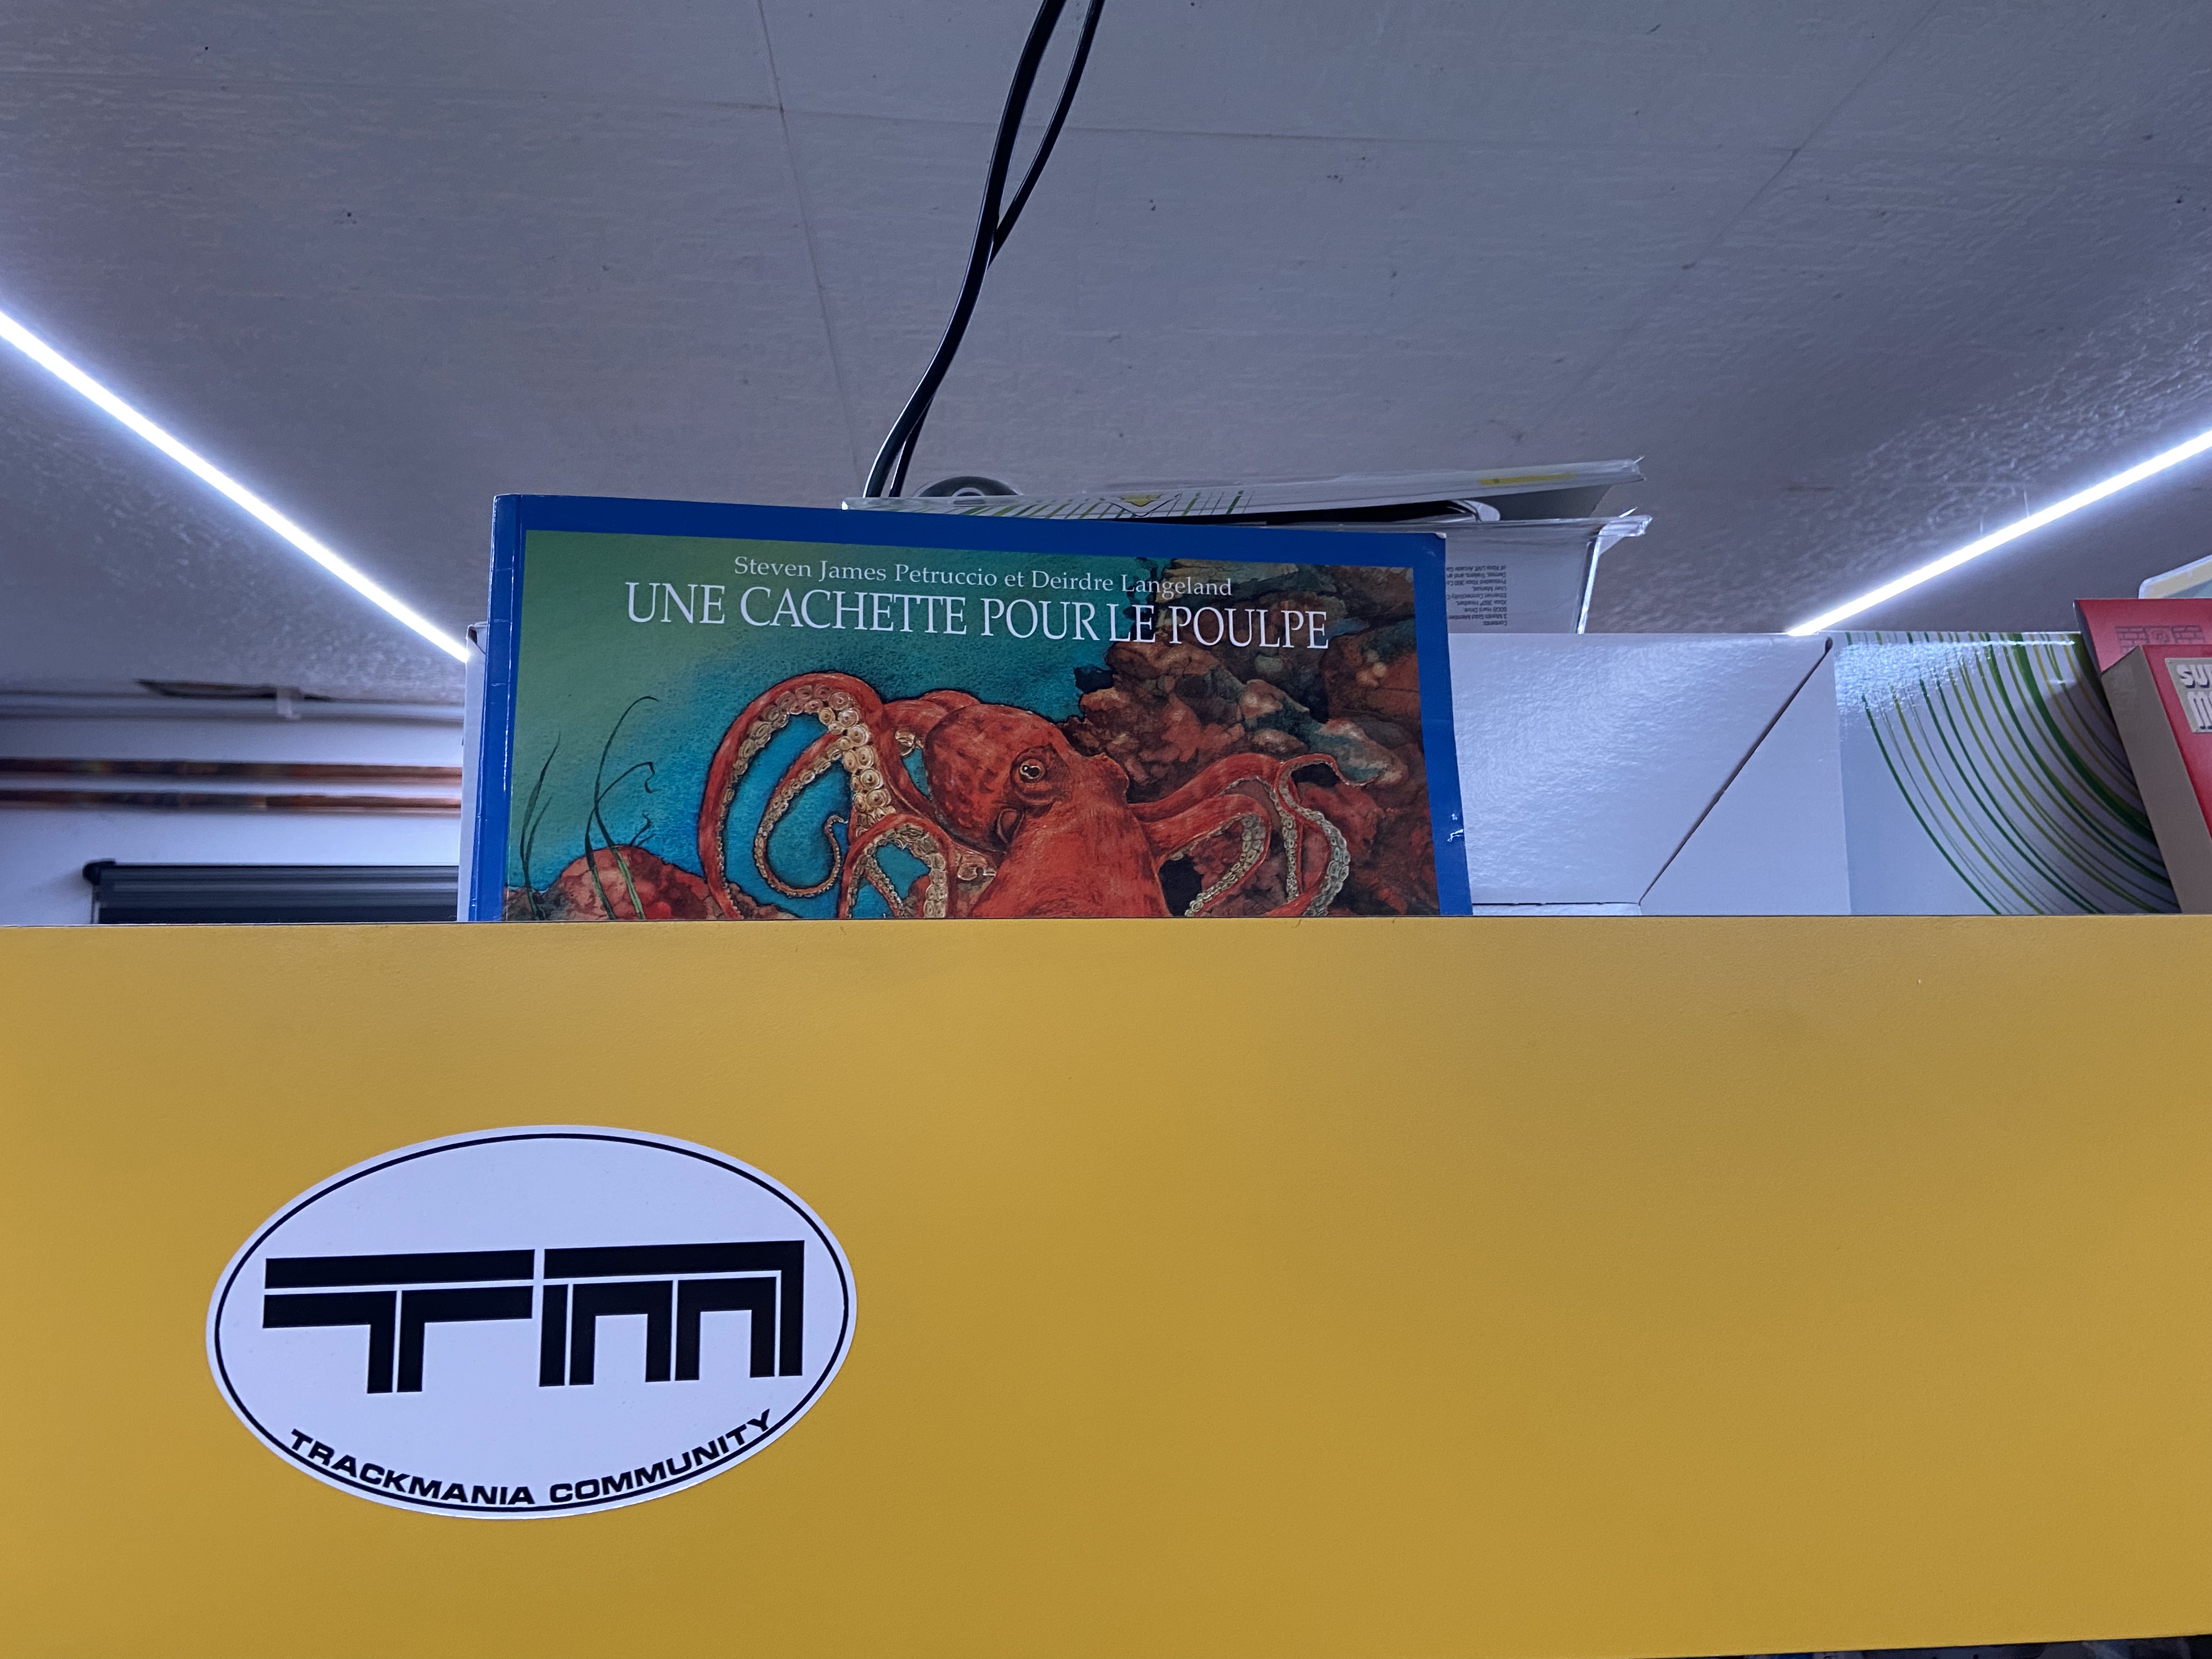 Steven James Petruccio et Deirdre Langeland
UNE CACHETTE POUR LE POULPE
TM
TRACKMANIA COMMUNITY